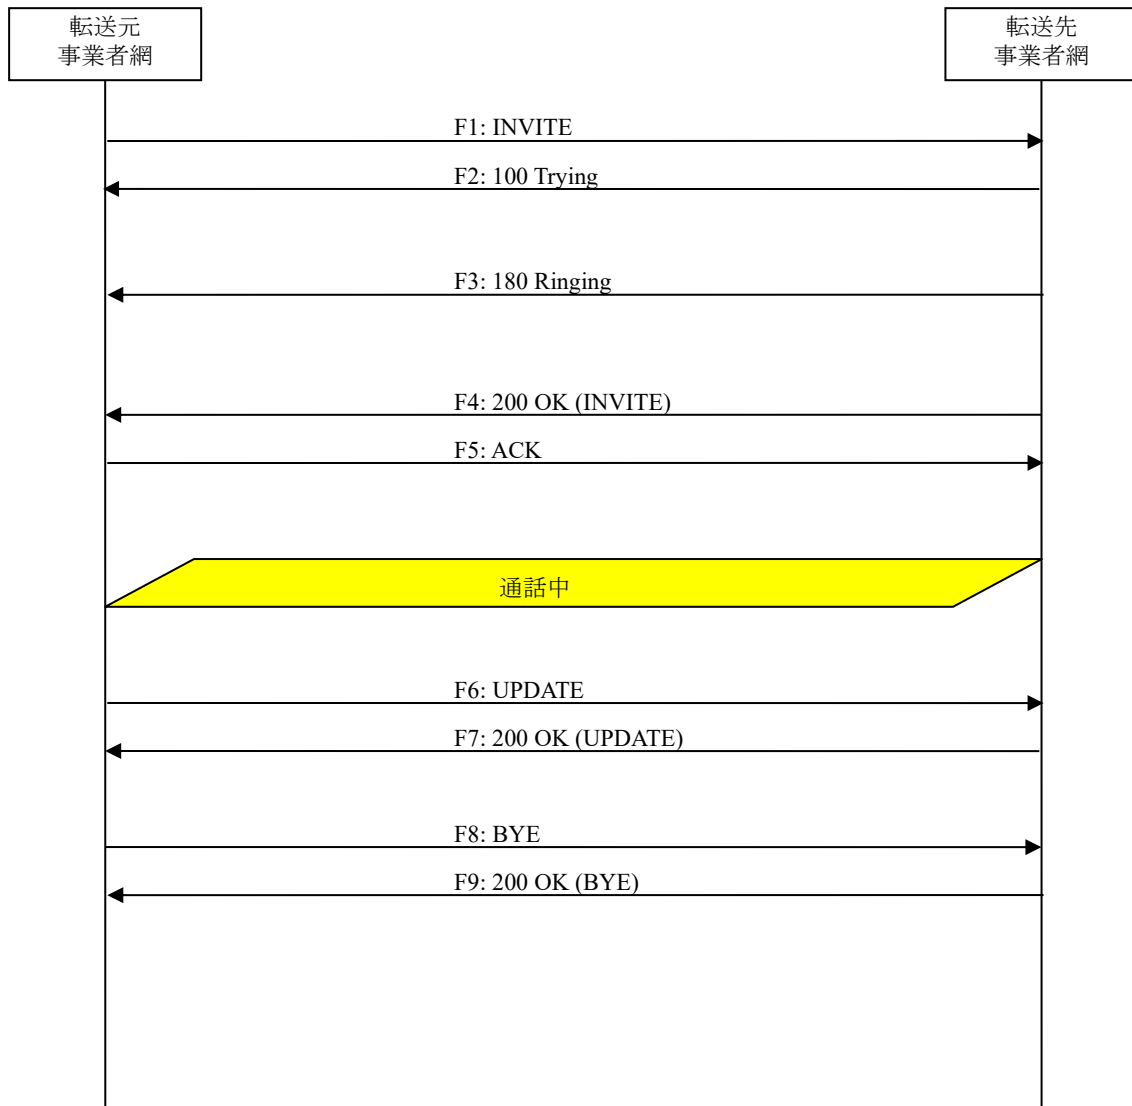 転送元
事業者網
転送先
事業者網
F1: INVITE
F2: 100 Trying
F3: 180 Ringing
F4: 200 OK (INVITE)
F5: ACK
通話中
F6: UPDATE
F7: 200 OK (UPDATE)
F8: BYE
F9: 200 OK (BYE)